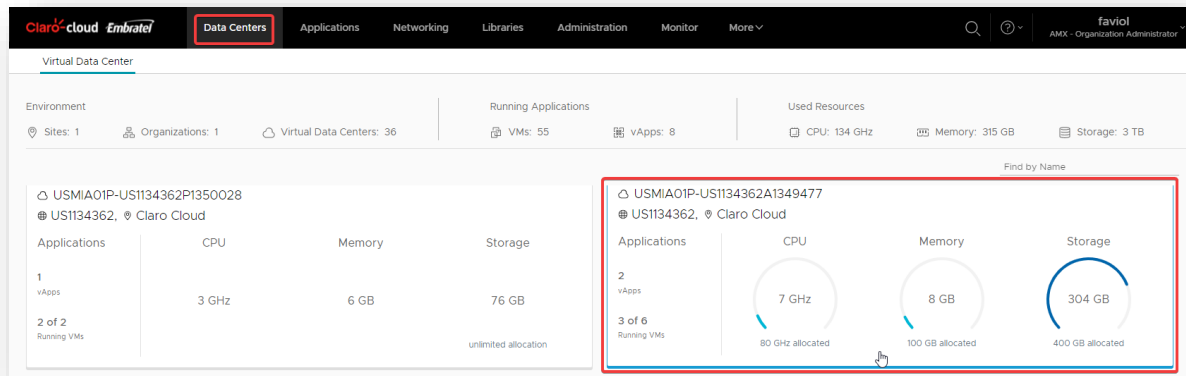 Claro-cloud Embratel Data Centers Applications Networking Libraries Administration Monitor More faviol
AMX - Organization Administrator
Virtual Data Center
Environment Running Applications Used Resources
Sites: 1 Organizations: 1 Virtual Data Centers: 36 VMs: 55 vApps: 8 CPU: 134 GHz Memory: 315 GB Storage: 3 TB
Find by Name
USMIA01P-US1134362P1350028
US1134362, Claro Cloud
Applications CPU Memory Storage
1
vApps
3 GHz 6 GB 76 GB
2 of 2
Running VMs
unlimited allocation
USMIA01P-US1134362A1349477
US1134362, Claro Cloud
Applications CPU Memory Storage
2
vApps
7 GHz 8 GB 304 GB
3 of 6
Running VMs
80 GHz allocated 100 GB allocated 400 GB allocated